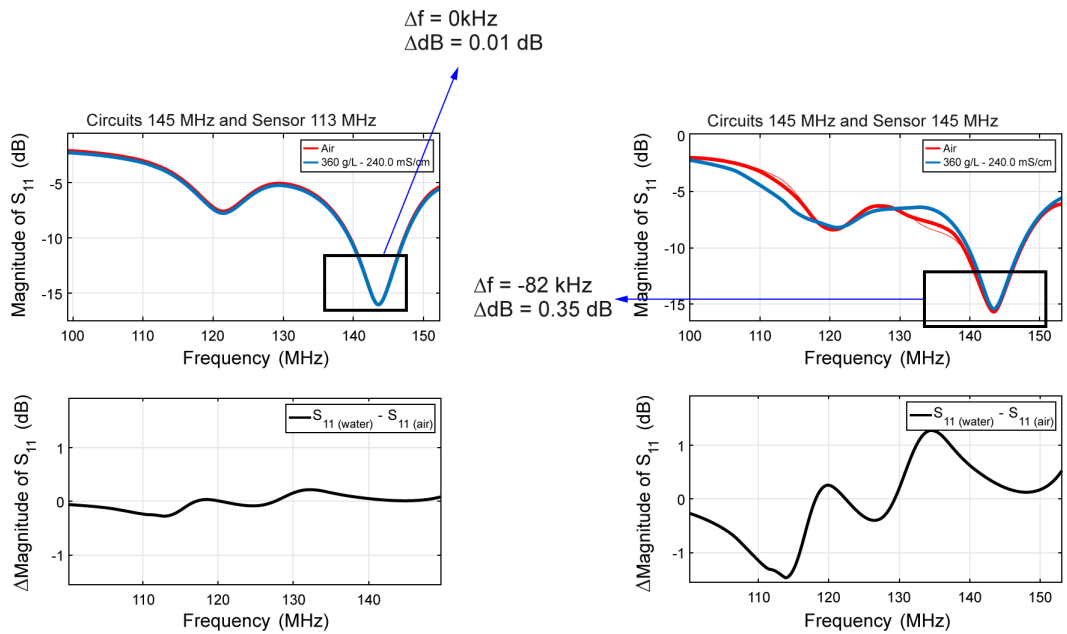 Δf = 0kHz
ΔdB = 0.01 dB
Circuits 145 MHz and Sensor 113 MHz
Magnitude of S11 (dB)
-5
-10
-15
Air
360 g/L - 240.0 mS/cm
100 110 120 130 140 150
Frequency (MHz)
Δf = -82 kHz
ΔdB = 0.35 dB
Circuits 145 MHz and Sensor 145 MHz
Magnitude of S11 (dB)
0
-5
-10
-15
Air
360 g/L - 240.0 mS/cm
100 110 120 130 140 150
Frequency (MHz)
ΔMagnitude of S11 (dB)
1
0
-1
S11 (water) - S11 (air)
110 120 130 140
Frequency (MHz)
ΔMagnitude of S11 (dB)
1
0
-1
S11 (water) - S11 (air)
100 110 120 130 140 150
Frequency (MHz)